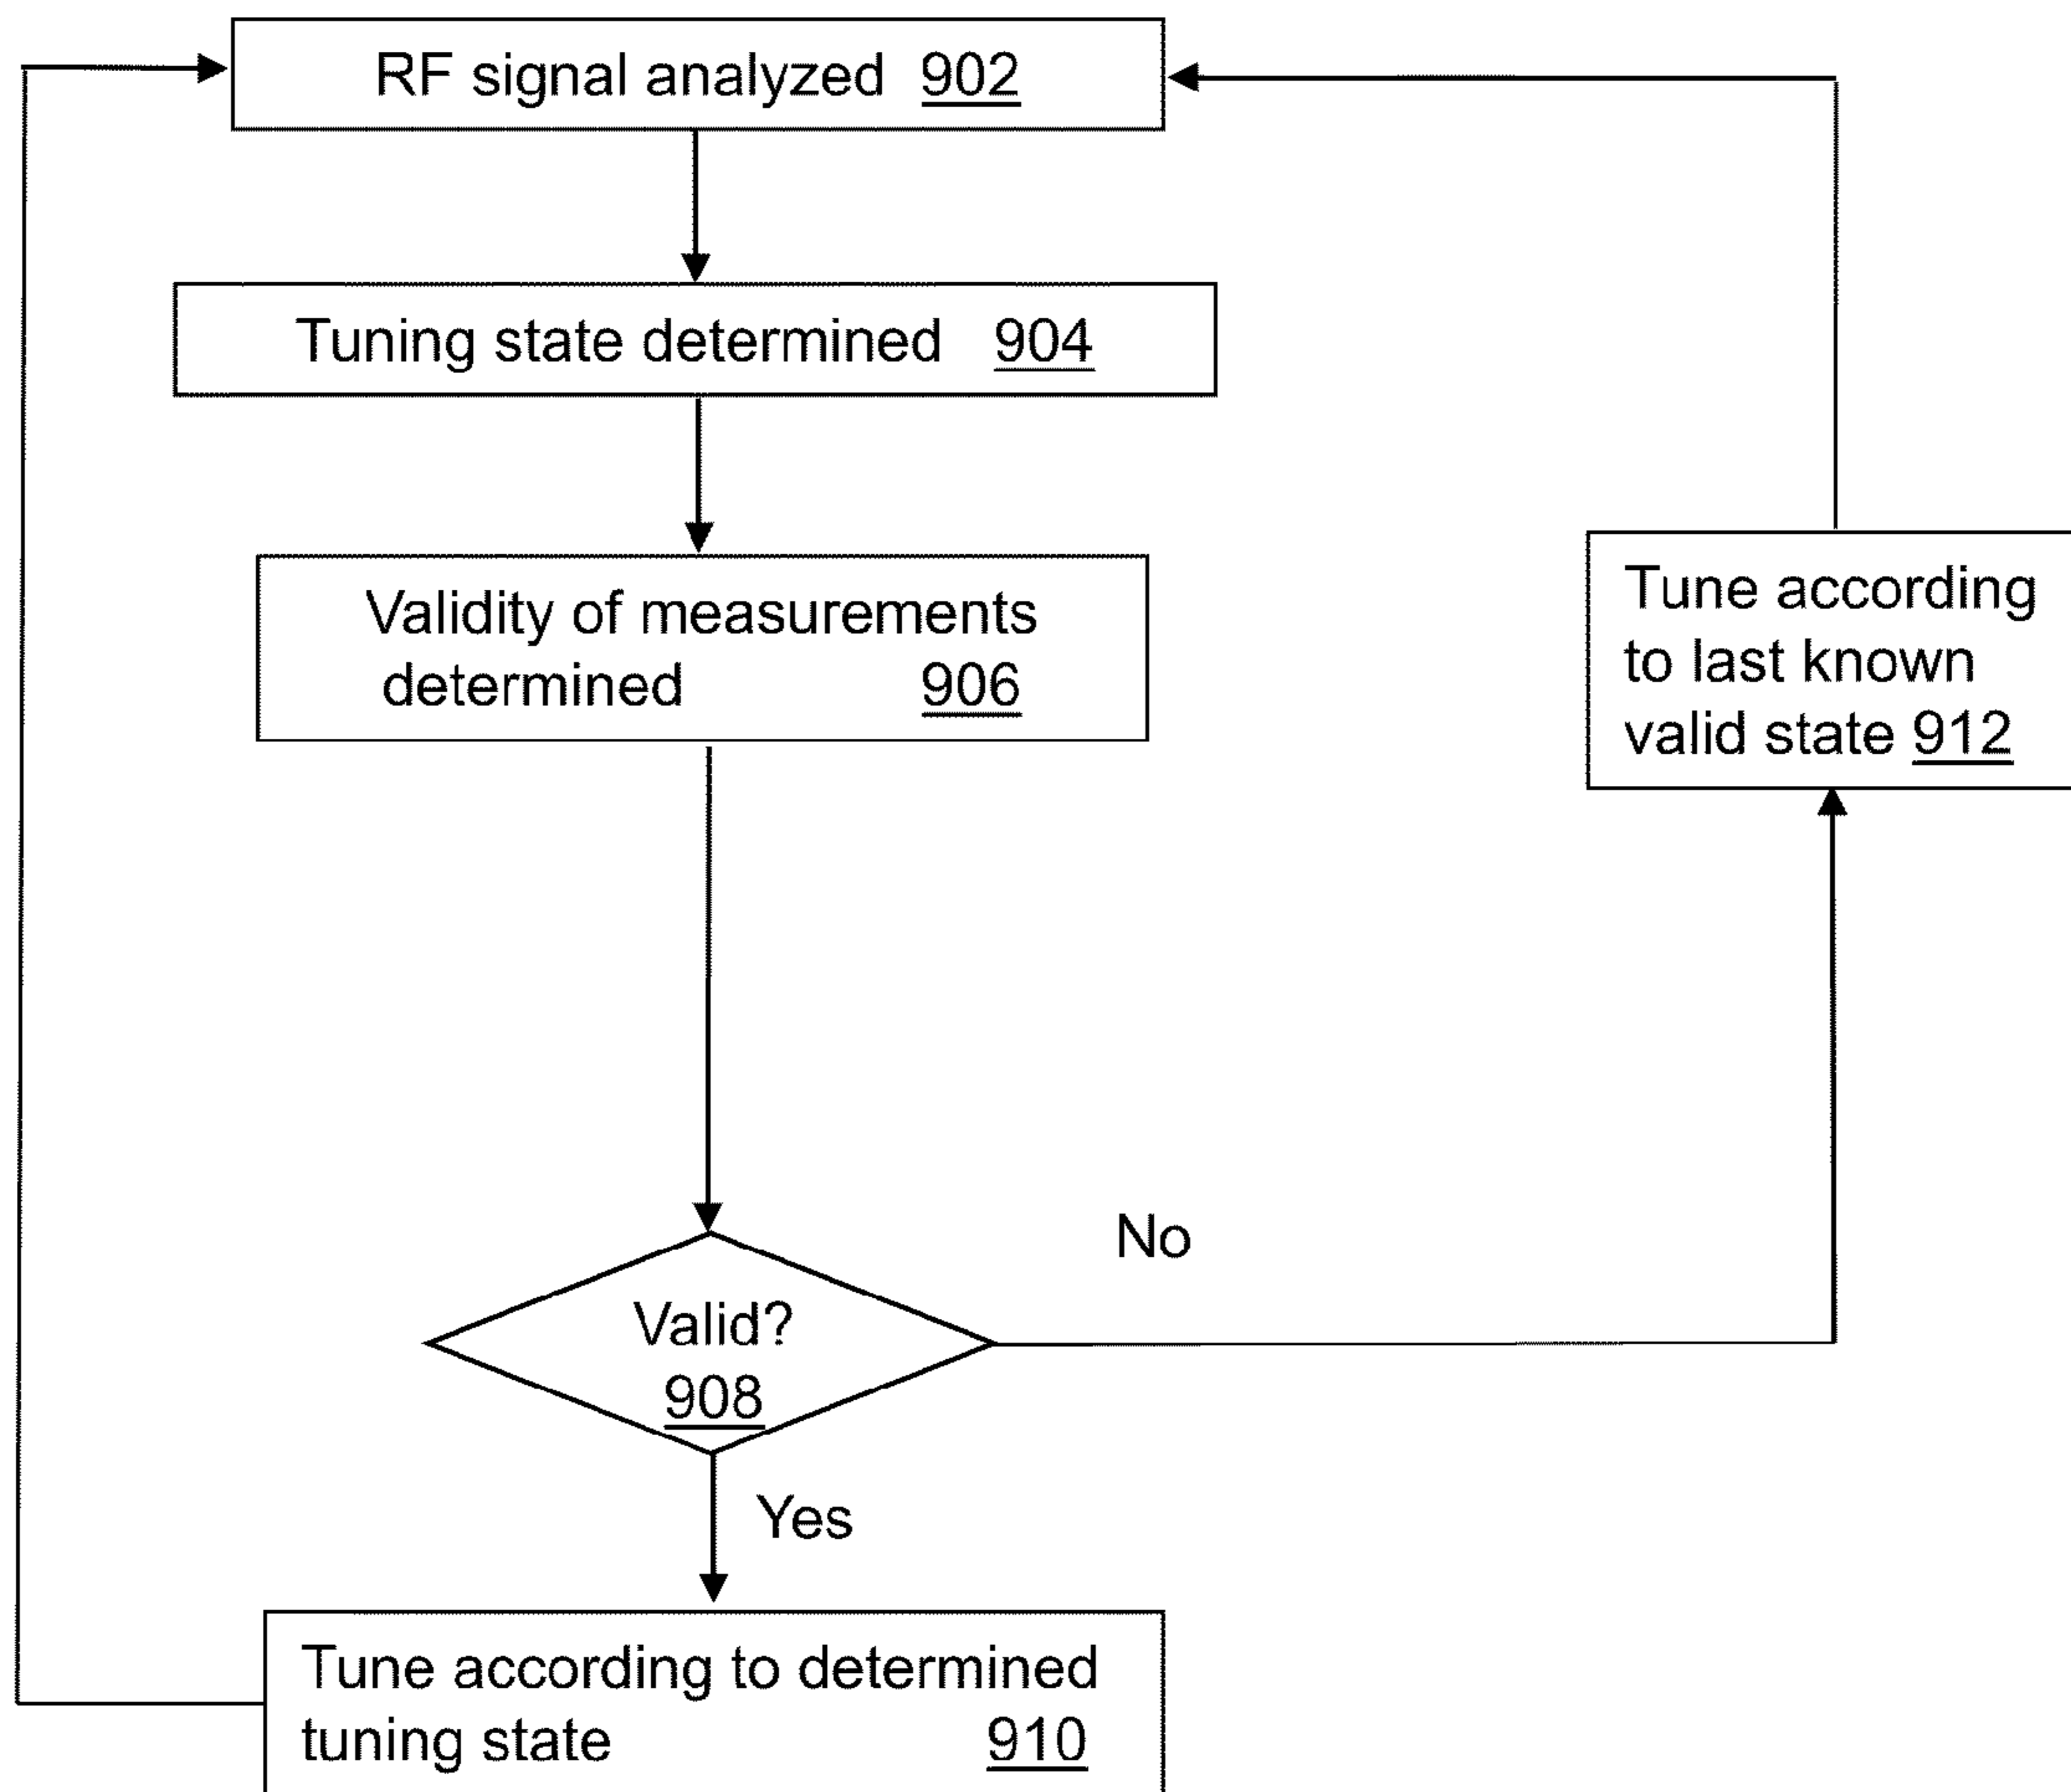 RF signal analyzed 902
Tuning state determined 904
Validity of measurements
determined 906
Tune according
to last known
valid state 912
No
Valid?
908
Yes
Tune according to determined
tuning state 910